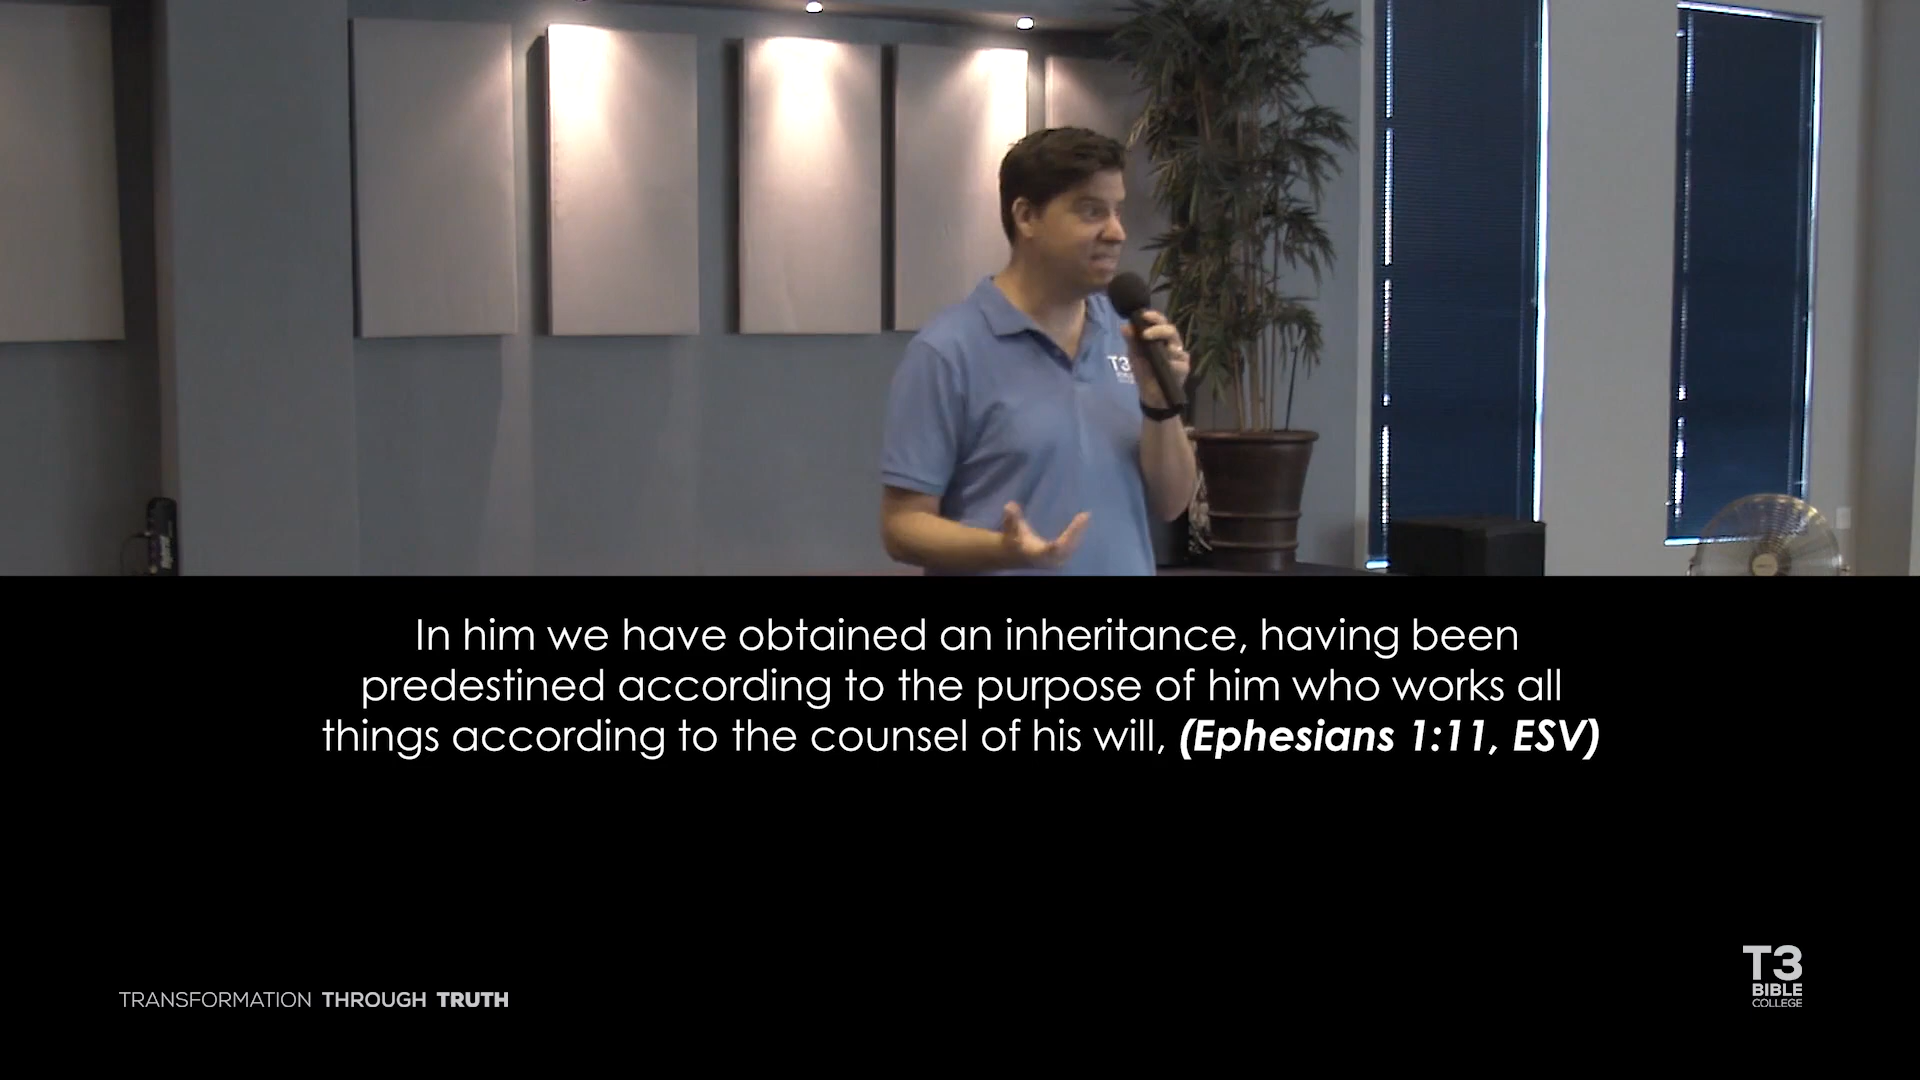 T3
In him we have obtained an inheritance, having been
predestined according to the purpose of him who works all
things according to the counsel of his will, (Ephesians 1:11, ESV)
TRANSFORMATION THROUGH TRUTH
T3
BIBLE
COLLEGE